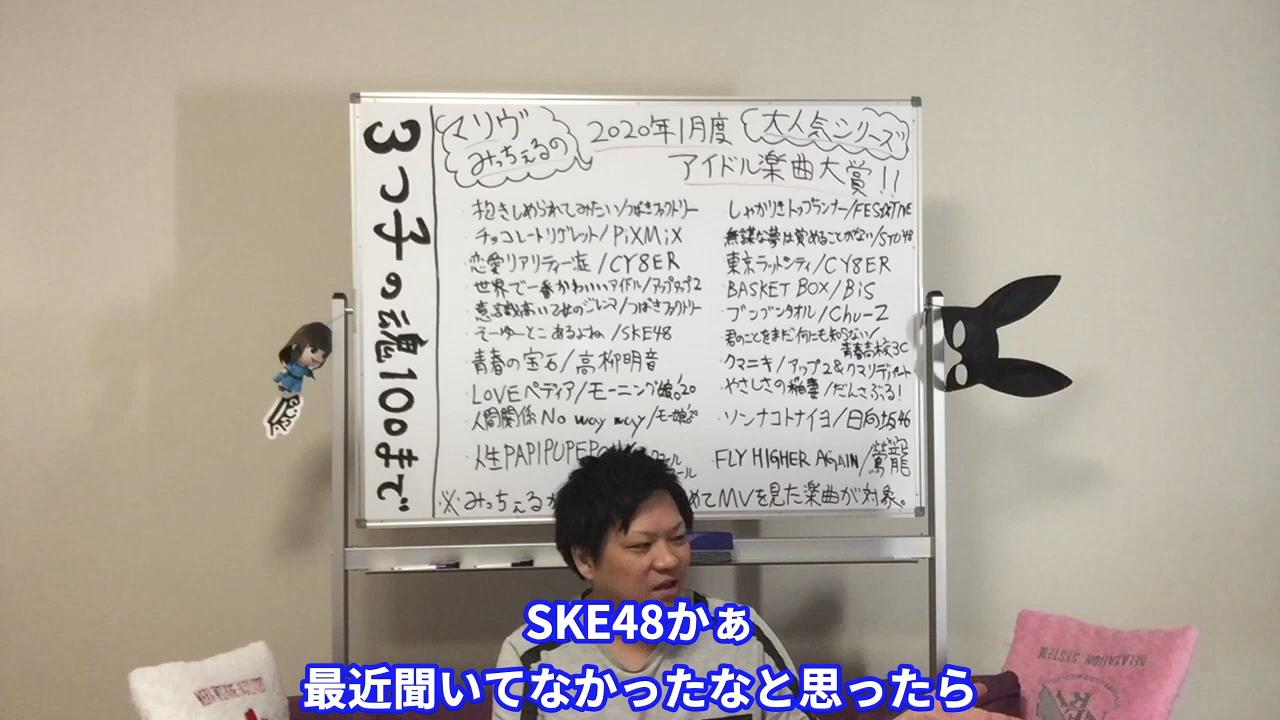 3つ子の魂100まで
マリヴ
みっちぇるの
2020年1月度
大人気シリーズ
アイドル楽曲大賞!!
・抱きしめられてみたい/つばきファクトリー
・チョコレートリグレット/PiXMiX
・恋愛リアリティー症/CY8ER
・世界で一番かわいいアイドル/アップアップ2
・意識高い乙女のジレンマ/つばきファクトリー
・そーゆーとこあるよね/SKE48
・青春の宝石/高柳明音
・LOVEペディア/モーニング娘。'20
・人間関係No way way/モー娘'20
・人生PAPIPUPEPO
・しゃかりきトップランナー/FES☆TIVE
・無謀な夢は覚めることがない/STU48
・東京ラットシティ/CY8ER
・BASKET BOX/BiS
・ブンブンタオル/Chu-Z
・君のことをまだ何にも知らない/
青春高校3C
・クマニキ/アプガ2&クマリデパート
・やさしさの稲妻/だんさぶる!
・ソンナコトナイヨ/日向坂46
FLY HIGHER AGAIN/鶯籠
※みっちぇるが
めてMVを見た楽曲が対象。
RELAXATION SYSTEM
SKE48かぁ
最近聞いてなかったなと思ったら